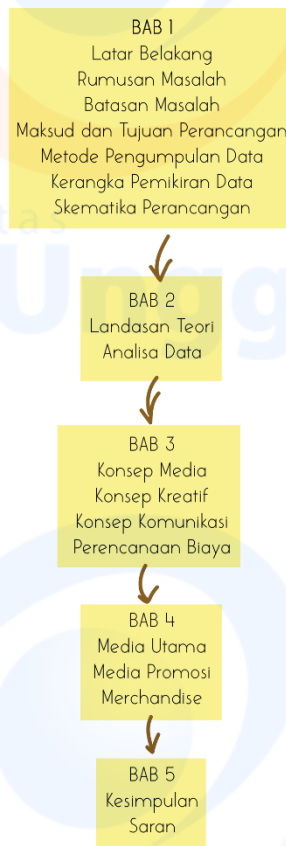 BAB 1
Latar Belakang
Rumusan Masalah
Batasan Masalah
Maksud dan Tujuan Perancangan
Metode Pengumpulan Data
Kerangka Pemikiran Data
Skematika Perancangan
tas
Ungg
BAB 2
Landasan Teori
Analisa Data
BAB 3
Konsep Media
Konsep Kreatif
Konsep Komunikasi
Perencanaan Biaya
BAB 4
Media Utama
Media Promosi
Merchandise
BAB 5
Kesimpulan
Saran